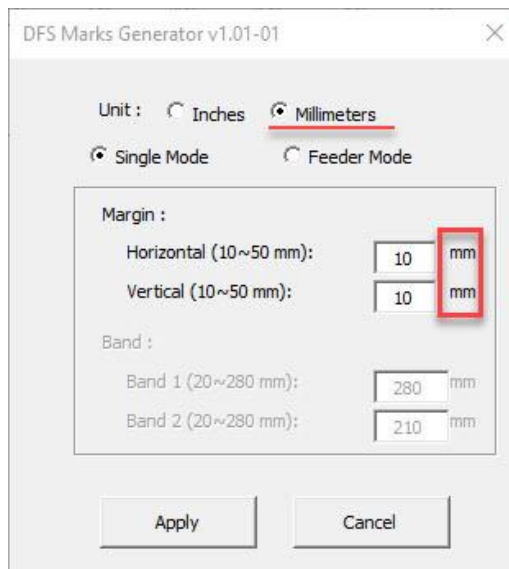 DFS Marks Generator v1.01-01
Unit : Inches Millimeters
Single Mode Feeder Mode
Margin :
Horizontal (10~50 mm): 10 mm
Vertical (10~50 mm): 10 mm
Band :
Band 1 (20~280 mm): 280 mm
Band 2 (20~280 mm): 210 mm
Apply Cancel